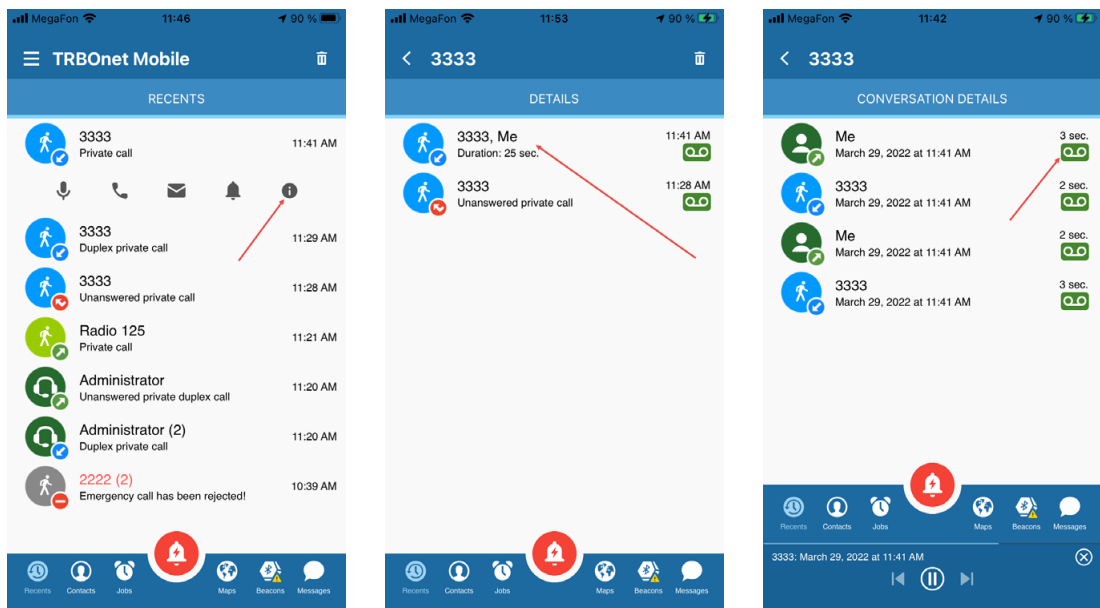 MegaFon 11:46 90 %
TRBOnet Mobile
RECENTS
3333
Private call
11:41 AM
3333
Duplex private call
11:29 AM
3333
Unanswered private call
11:28 AM
Radio 125
Private call
11:21 AM
Administrator
Unanswered private duplex call
11:20 AM
Administrator (2)
Duplex private call
11:20 AM
2222 (2)
Emergency call has been rejected!
10:39 AM
Recents Contacts Jobs Maps Beacons Messages
MegaFon 11:53 90 %
3333
DETAILS
3333, Me
Duration: 25 sec.
11:41 AM
3333
Unanswered private call
11:28 AM
Recents Contacts Jobs Maps Beacons Messages
MegaFon 11:42 90 %
3333
CONVERSATION DETAILS
Me
March 29, 2022 at 11:41 AM
3 sec.
3333
March 29, 2022 at 11:41 AM
2 sec.
Me
March 29, 2022 at 11:41 AM
2 sec.
3333
March 29, 2022 at 11:41 AM
3 sec.
Recents Contacts Jobs Maps Beacons Messages
3333: March 29, 2022 at 11:41 AM